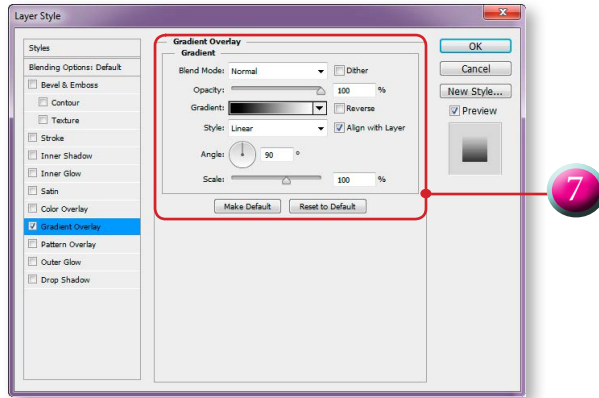 Layer Style
Styles
Blending Options: Default
Bevel & Emboss
Contour
Texture
Stroke
Inner Shadow
Inner Glow
Satin
Color Overlay
Gradient Overlay
Pattern Overlay
Outer Glow
Drop Shadow
Gradient Overlay
Gradient
Blend Mode: Normal Dither
Opacity: 100 %
Gradient: Reverse
Style: Linear Align with Layer
Angle: 90 °
Scale: 100 %
Make Default Reset to Default
OK
Cancel
New Style...
Preview
7